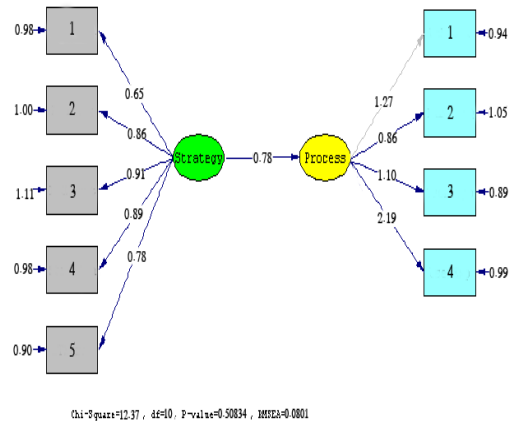 0.98 1 1 0.94
0.65 1.27
1.00 2 0.86 0.86 2 1.05
Strategy 0.78 Process
1.11 3 0.91 1.10 3 0.89
0.89 2.19
0.98 4 4 0.99
0.78
0.90 5
Chi-Square=12.37 , df=10, P-value=0.50834 , RMSEA=0.0801